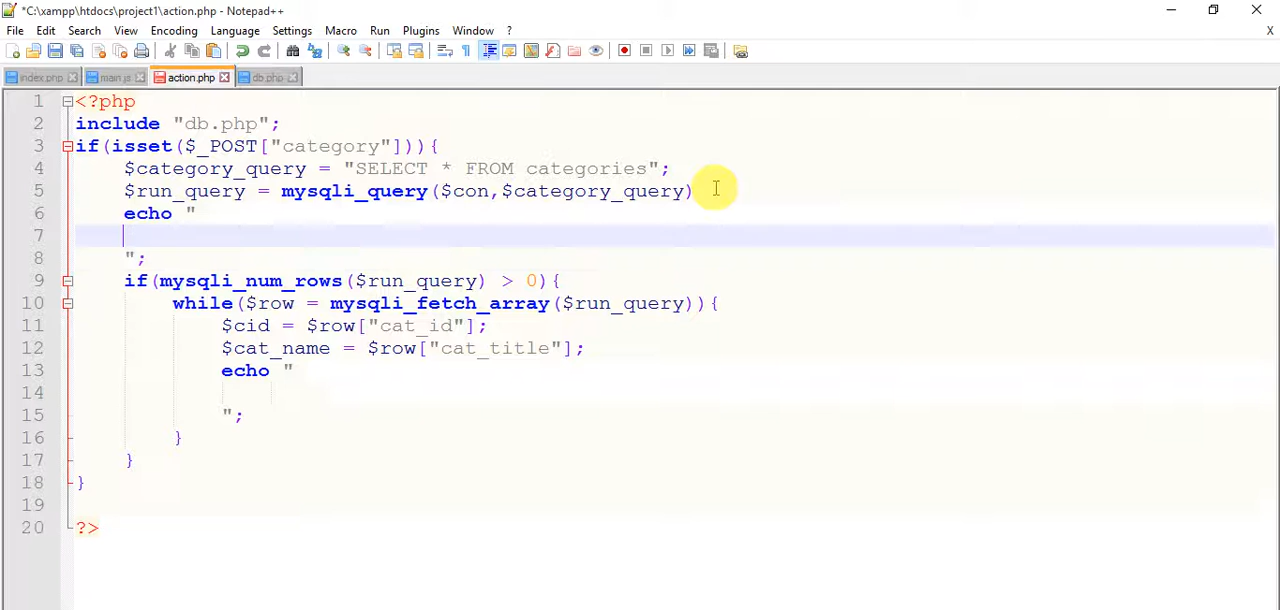 *C:\xampp\htdocs\project1\action.php - Notepad++
File Edit Search View Encoding Language Settings Macro Run Plugins Window ? X
index.php main.js action.php db.php
1 <?php
2 include "db.php";
3 if(isset($_POST["category"])){
4 $category_query = "SELECT * FROM categories";
5 $run_query = mysqli_query($con,$category_query)
6 echo "
7
8 ";
9 if(mysqli_num_rows($run_query) > 0){
10 while($row = mysqli_fetch_array($run_query)){
11 $cid = $row["cat_id"];
12 $cat_name = $row["cat_title"];
13 echo "
14
15 ";
16 }
17 }
18 }
19
20 ?>